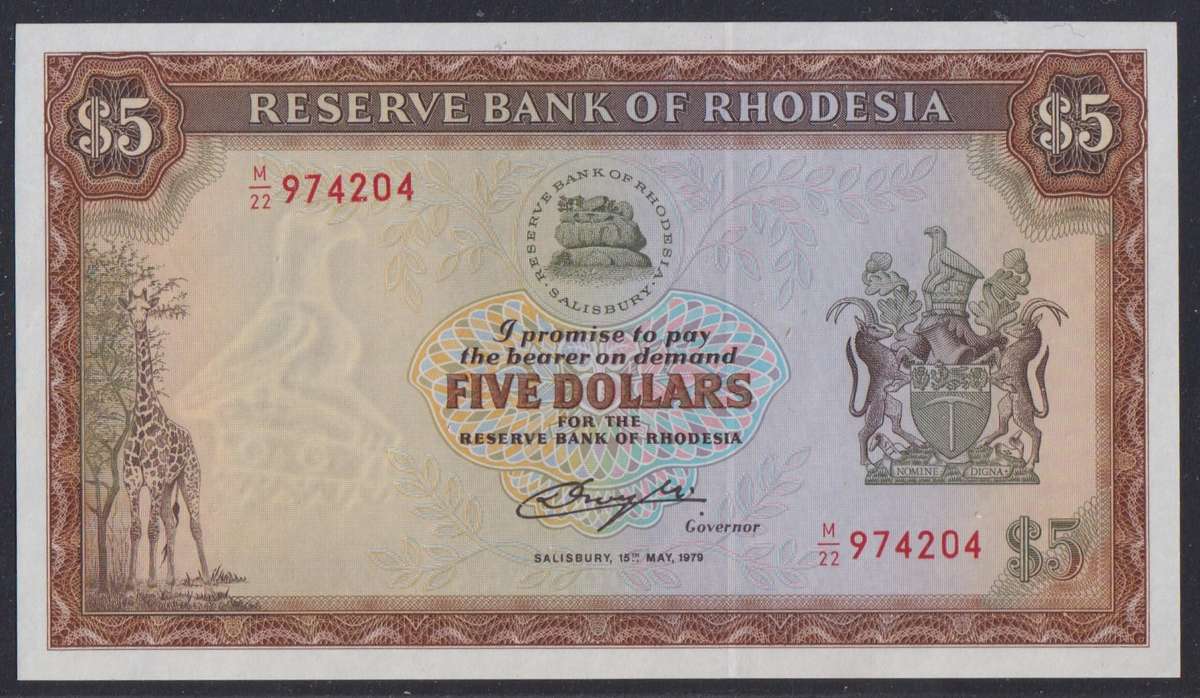 $5 RESERVE BANK OF RHODESIA $5
M/22 974204
RESERVE BANK OF RHODESIA
· SALISBURY ·
I promise to pay
the bearer on demand
FIVE DOLLARS
FOR THE
RESERVE BANK OF RHODESIA
NOMINE DIGNA
Governor
M/22 974204 $5
SALISBURY, 15TH MAY, 1979